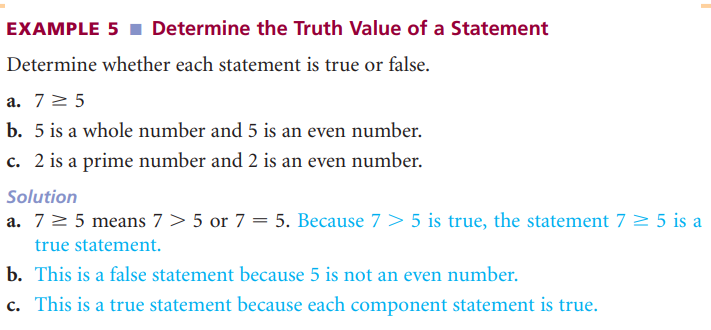 EXAMPLE 5 ■ Determine the Truth Value of a Statement
Determine whether each statement is true or false.
a. 7 ≥ 5
b. 5 is a whole number and 5 is an even number.
c. 2 is a prime number and 2 is an even number.
Solution
a. 7 ≥ 5 means 7 > 5 or 7 = 5. Because 7 > 5 is true, the statement 7 ≥ 5 is a
true statement.
b. This is a false statement because 5 is not an even number.
c. This is a true statement because each component statement is true.